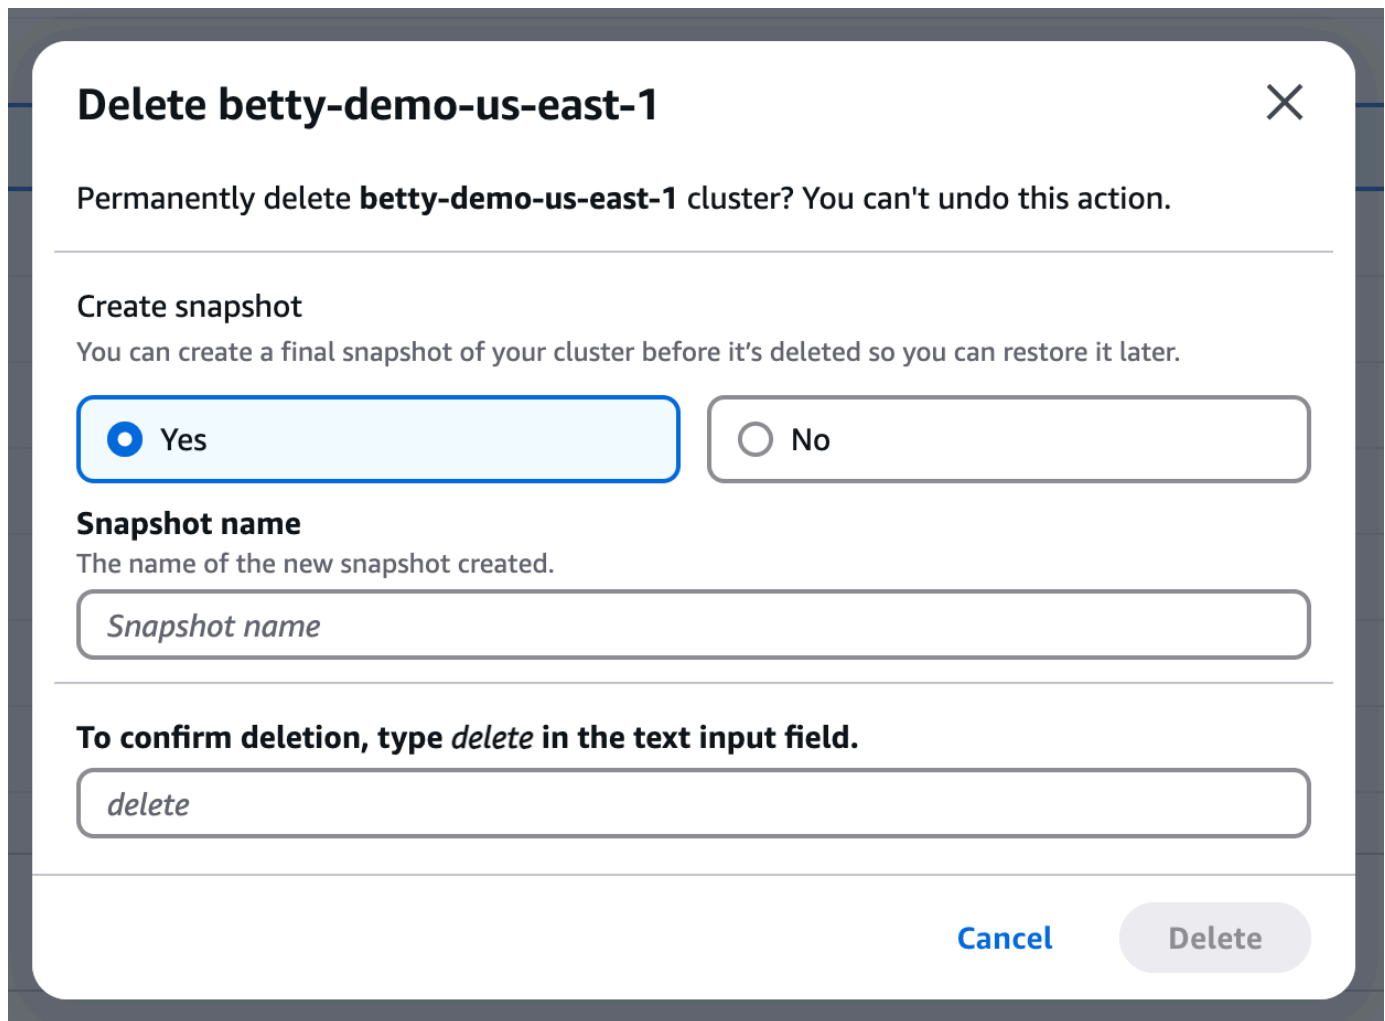 Delete betty-demo-us-east-1
Permanently delete betty-demo-us-east-1 cluster? You can't undo this action.
Create snapshot
You can create a final snapshot of your cluster before it’s deleted so you can restore it later.
Yes
No
Snapshot name
The name of the new snapshot created.
Snapshot name
To confirm deletion, type delete in the text input field.
delete
Cancel
Delete